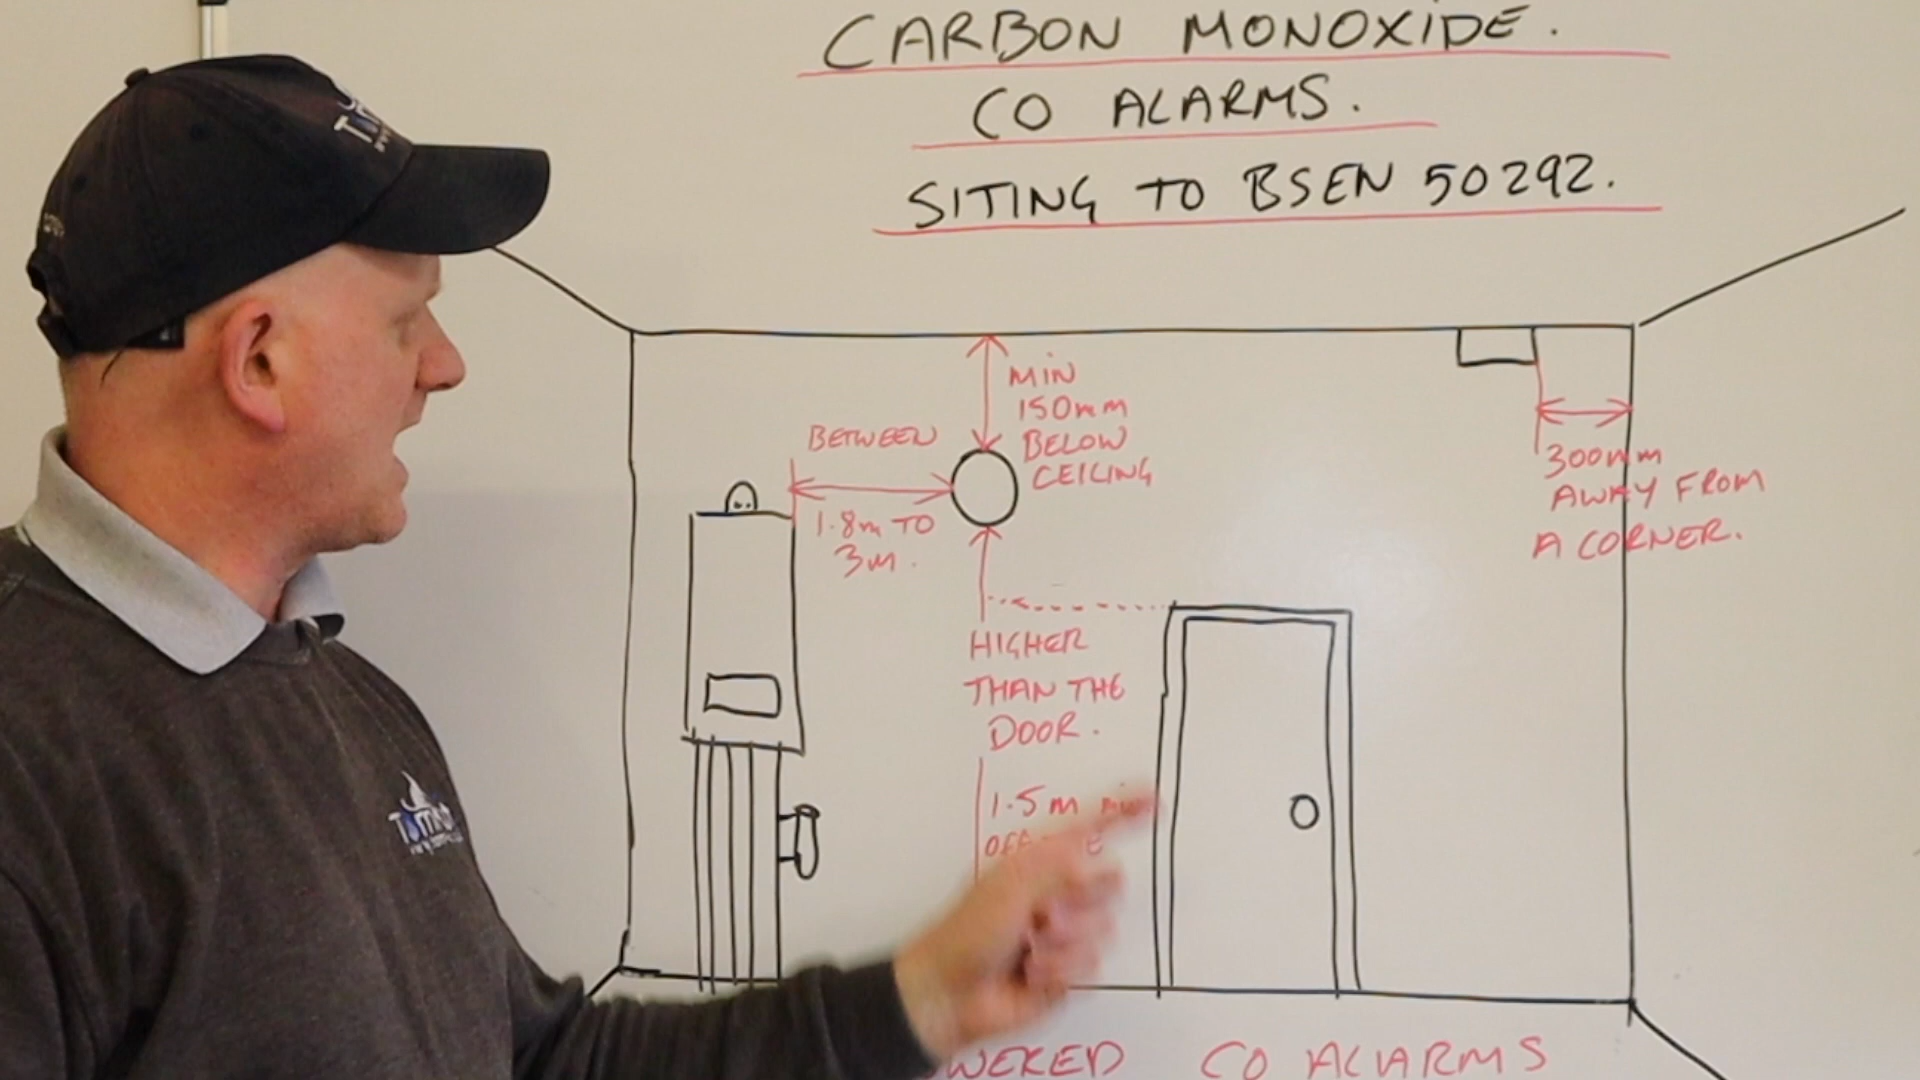 CARBON MONOXIDE.
CO ALARMS.
SITING TO BSEN 50292.
MIN
150mm
BELOW
CEILING
BETWEEN
1.8m TO
3m.
300mm
AWAY FROM
A CORNER.
HIGHER
THAN THE
DOOR.
1.5m
CO ALARMS